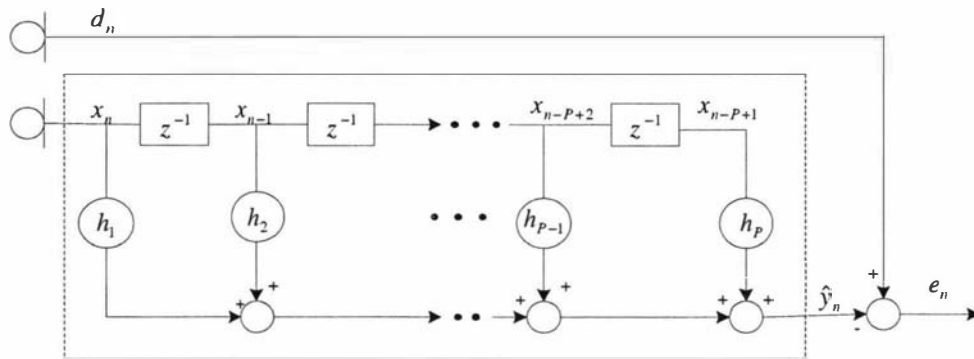 d_n
x_n z^{-1} x_{n-1} z^{-1} • • • x_{n-P+2} z^{-1} x_{n-P+1}
h_1 h_2 • • • h_{P-1} h_P
+ + + + + + + ŷ_n - + e_n